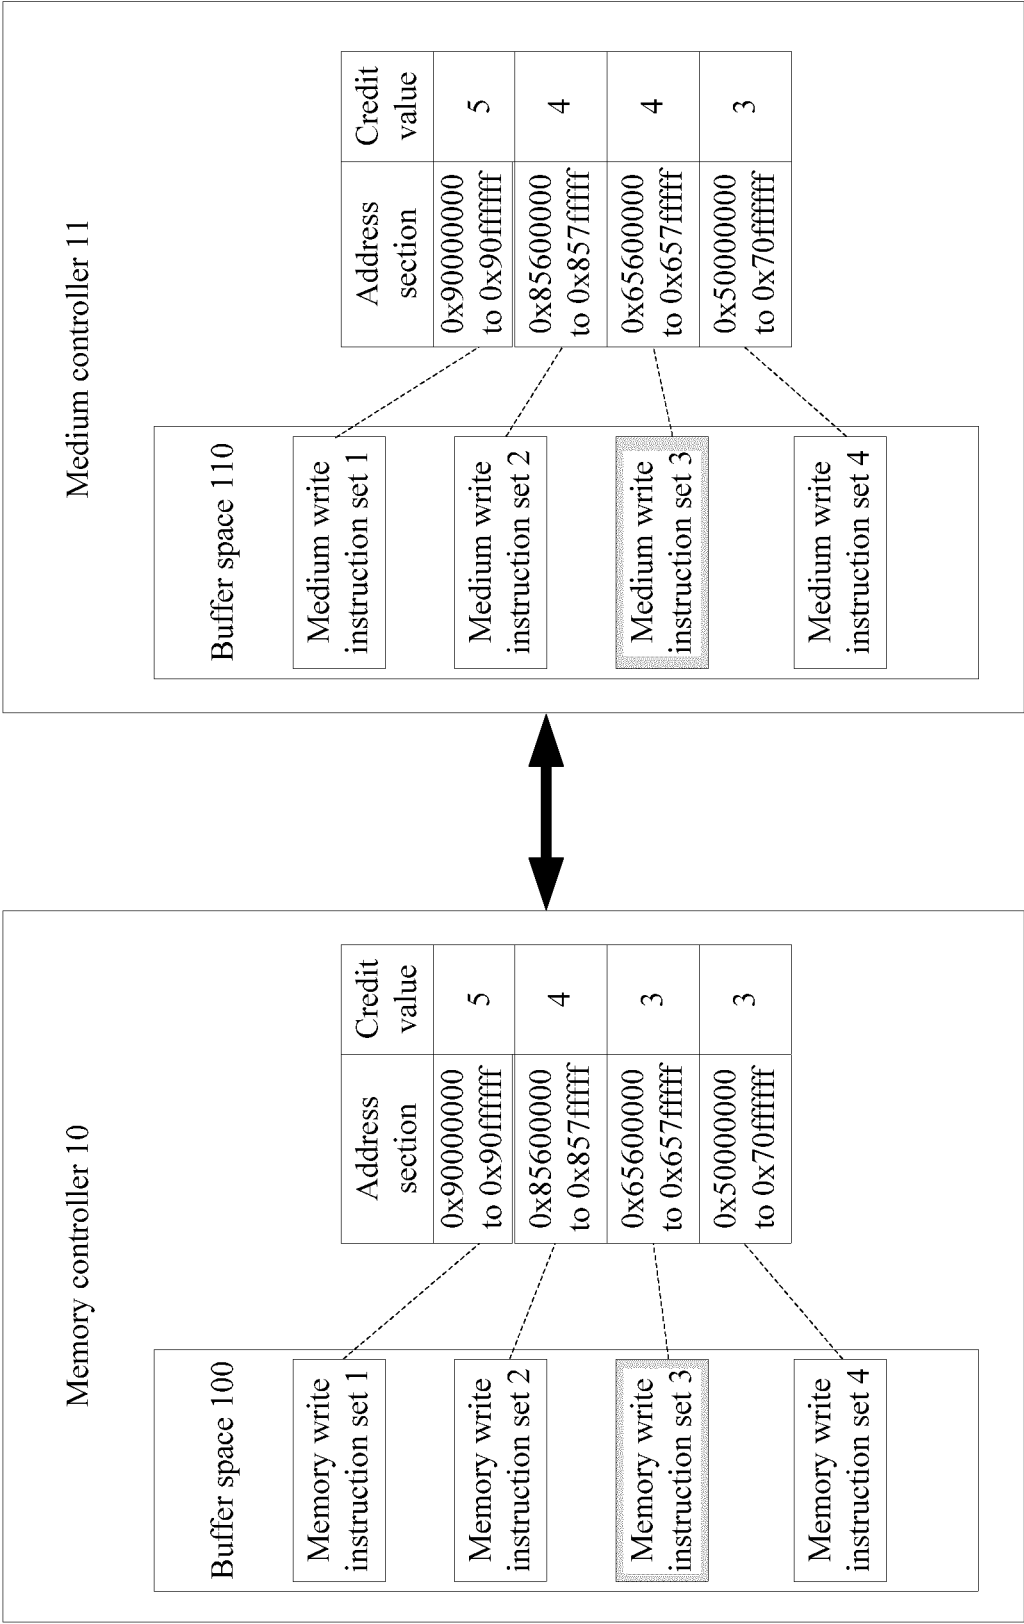 Memory controller 10
Buffer space 100
Memory write
instruction set 1
Memory write
instruction set 2
Memory write
instruction set 3
Memory write
instruction set 4
Address
section
Credit
value
0x90000000
to 0x90ffffff
5
0x85600000
to 0x857fffff
4
0x65600000
to 0x657fffff
3
0x50000000
to 0x70ffffff
3
Medium controller 11
Buffer space 110
Medium write
instruction set 1
Medium write
instruction set 2
Medium write
instruction set 3
Medium write
instruction set 4
Address
section
Credit
value
0x90000000
to 0x90ffffff
5
0x85600000
to 0x857fffff
4
0x65600000
to 0x657fffff
4
0x50000000
to 0x70ffffff
3